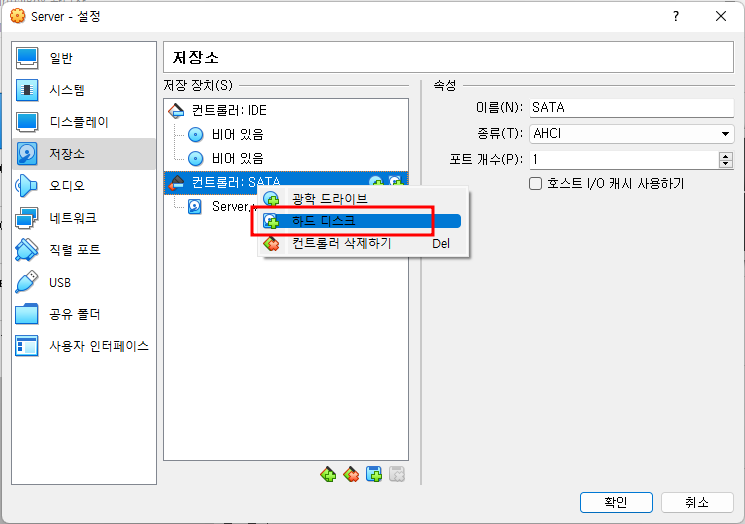 Server - 설정
일반
시스템
디스플레이
저장소
오디오
네트워크
직렬 포트
USB
공유 폴더
사용자 인터페이스
저장소
저장 장치(S)
컨트롤러: IDE
비어 있음
비어 있음
컨트롤러: SATA
Server.
광학 드라이브
하드 디스크
컨트롤러 삭제하기 Del
속성
이름(N): SATA
종류(T): AHCI
포트 개수(P): 1
호스트 I/O 캐시 사용하기
확인
취소